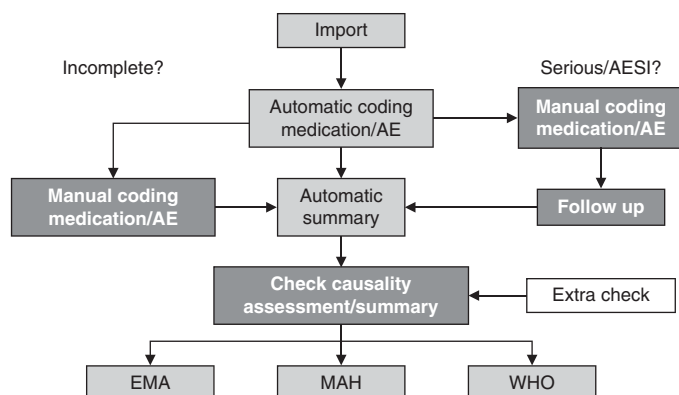 Import
Incomplete?
Serious/AESI?
Automatic coding
medication/AE
Manual coding
medication/AE
Manual coding
medication/AE
Automatic
summary
Follow up
Check causality
assessment/summary
Extra check
EMA
MAH
WHO